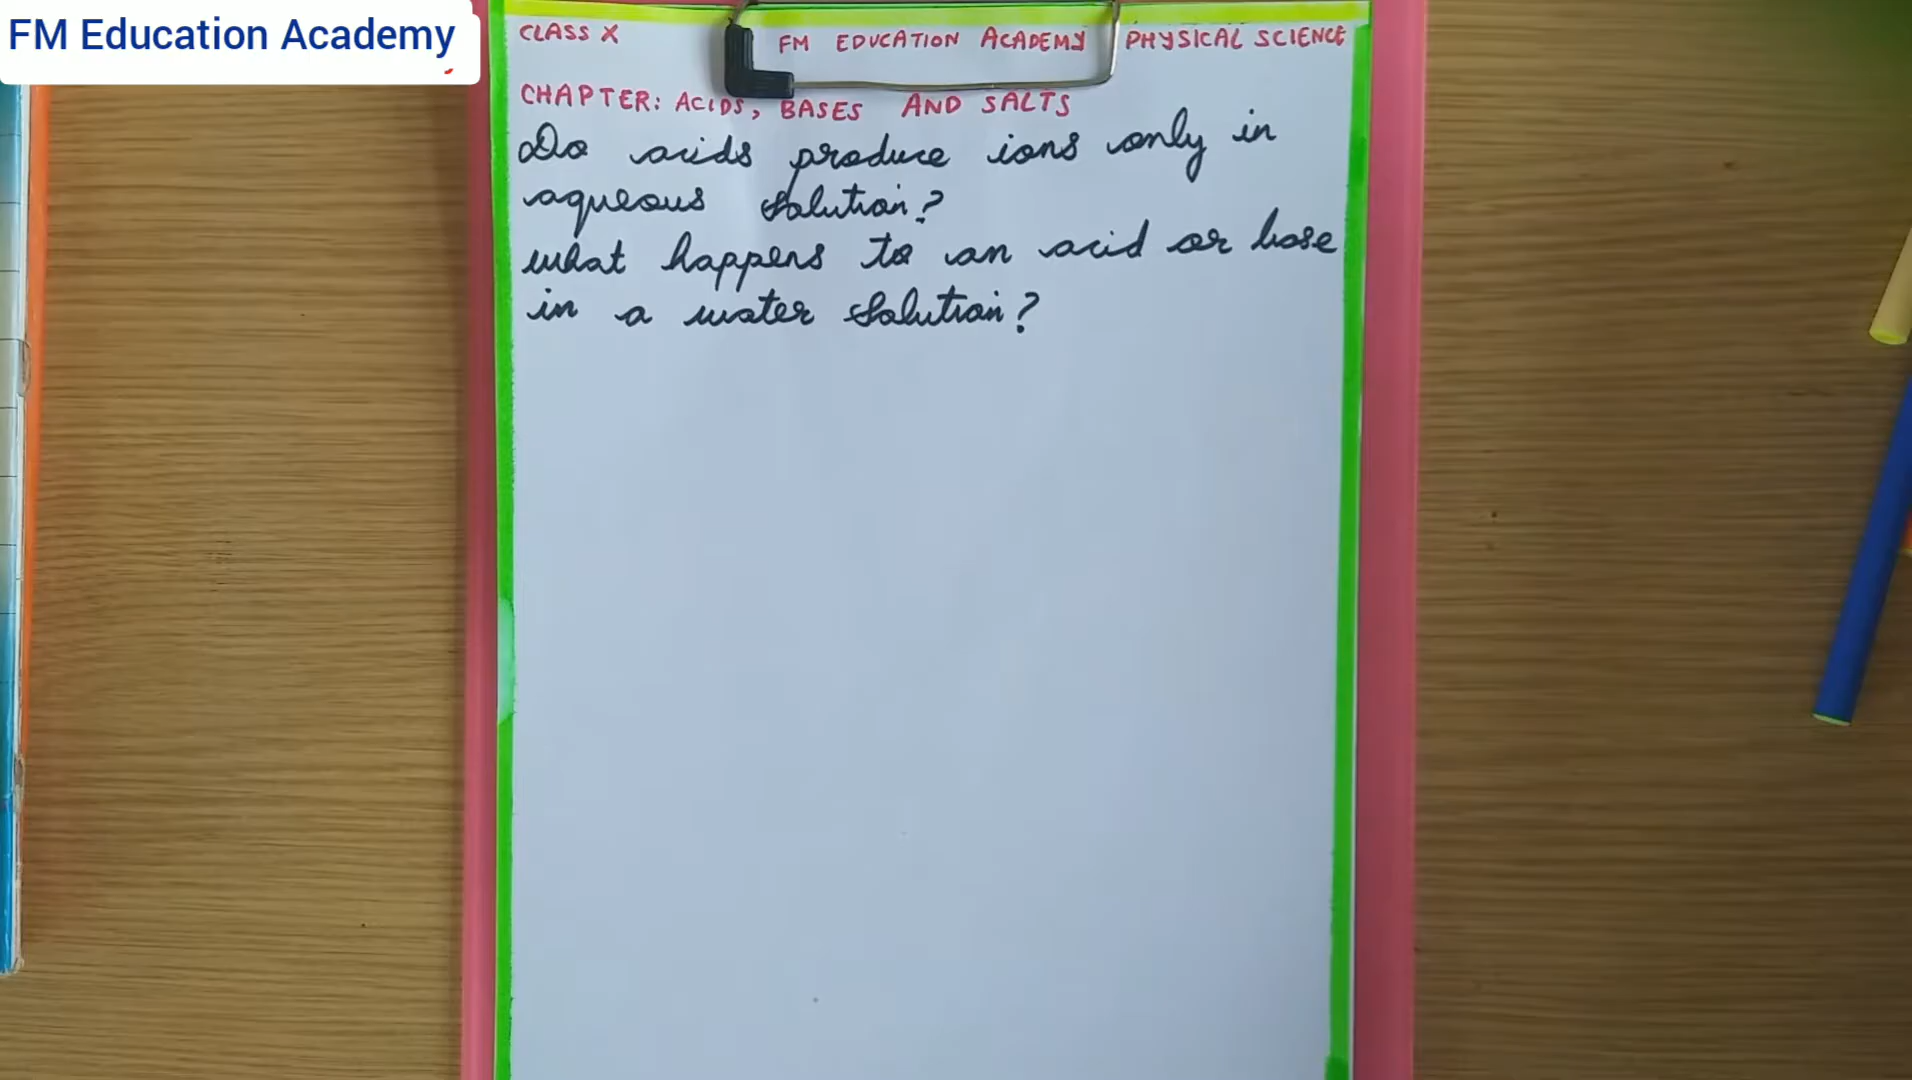 FM Education Academy
CLASS X FM EDUCATION ACADEMY PHYSICAL SCIENCE
CHAPTER: ACIDS, BASES AND SALTS
Do acids produce ions only in
aqueous solution?
what happens to an acid or base
in a water solution?